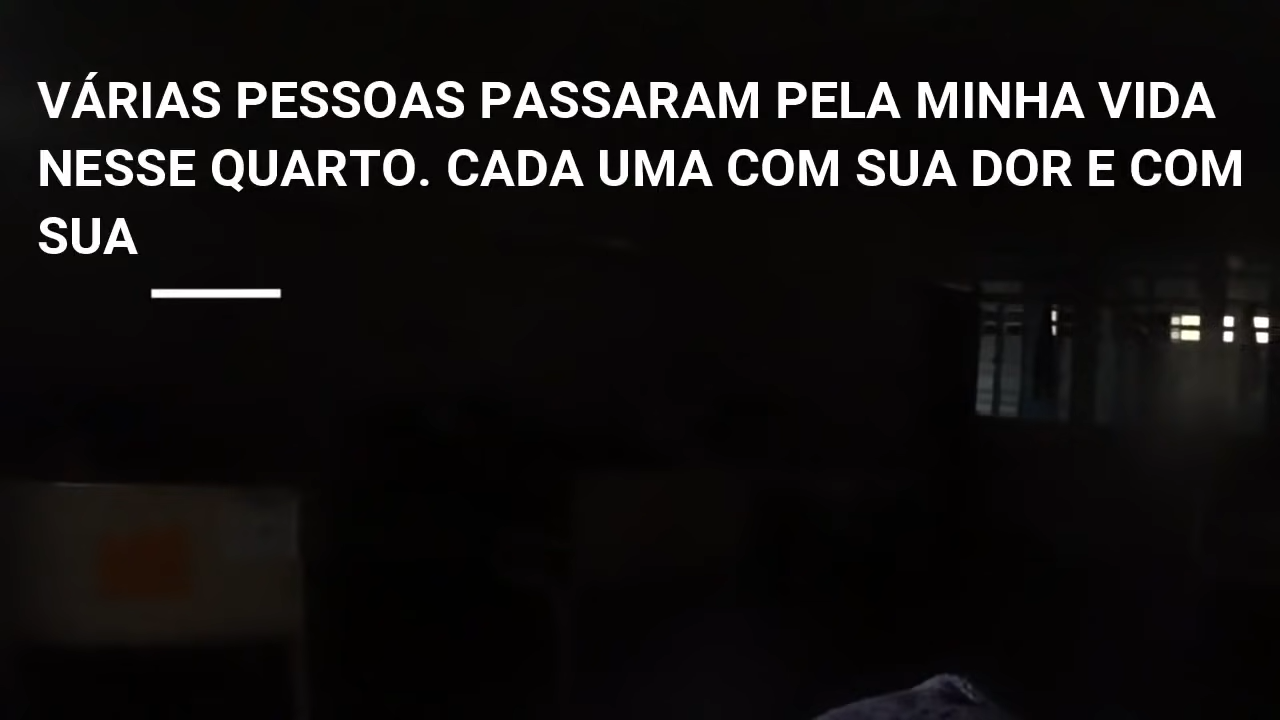 VÁRIAS PESSOAS PASSARAM PELA MINHA VIDA
NESSE QUARTO. CADA UMA COM SUA DOR E COM
SUA